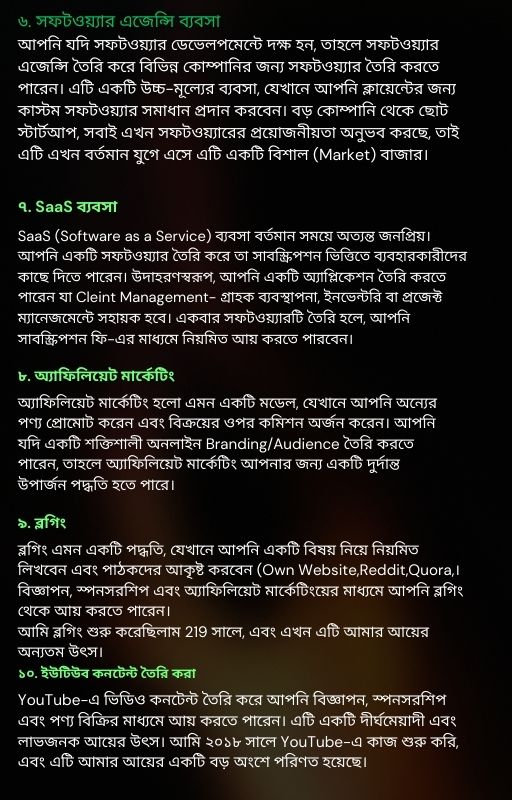 ৬. সফটওয়্যার এজেন্সি ব্যবসা
আপনি যদি সফটওয়্যার ডেভেলপমেন্টে দক্ষ হন, তাহলে সফটওয়্যার
এজেন্সি তৈরি করে বিভিন্ন কোম্পানির জন্য সফটওয়্যার তৈরি করতে
পারেন। এটি একটি উচ্চ-মূল্যের ব্যবসা, যেখানে আপনি ক্লায়েন্টের জন্য
কাস্টম সফটওয়্যার সমাধান প্রদান করবেন। বড় কোম্পানি থেকে ছোট
স্টার্টআপ, সবাই এখন সফটওয়্যারের প্রয়োজনীয়তা অনুভব করছে, তাই
এটি এখন বর্তমান যুগে এসে এটি একটি বিশাল (Market) বাজার।
৭. SaaS ব্যবসা
SaaS (Software as a Service) ব্যবসা বর্তমান সময়ে অত্যন্ত জনপ্রিয়।
আপনি একটি সফটওয়্যার তৈরি করে তা সাবস্ক্রিপশন ভিত্তিতে ব্যবহারকারীদের
কাছে দিতে পারেন। উদাহরণস্বরূপ, আপনি একটি অ্যাপ্লিকেশন তৈরি করতে
পারেন যা Cleint Management- গ্রাহক ব্যবস্থাপনা, ইনভেন্টরি বা প্রজেক্ট
ম্যানেজমেন্টে সহায়ক হবে। একবার সফটওয়্যারটি তৈরি হলে, আপনি
সাবস্ক্রিপশন ফি-এর মাধ্যমে নিয়মিত আয় করতে পারবেন।
৮. অ্যাফিলিয়েট মার্কেটিং
অ্যাফিলিয়েট মার্কেটিং হলো এমন একটি মডেল, যেখানে আপনি অন্যের
পণ্য প্রোমোট করেন এবং বিক্রয়ের ওপর কমিশন অর্জন করেন। আপনি
যদি একটি শক্তিশালী অনলাইন Branding/Audience তৈরি করতে
পারেন, তাহলে অ্যাফিলিয়েট মার্কেটিং আপনার জন্য একটি দুর্দান্ত
উপার্জন পদ্ধতি হতে পারে।
৯. ব্লগিং
ব্লগিং এমন একটি পদ্ধতি, যেখানে আপনি একটি বিষয় নিয়ে নিয়মিত
লিখবেন এবং পাঠকদের আকৃষ্ট করবেন (Own Website,Reddit,Quora,।
বিজ্ঞাপন, স্পনসরশিপ এবং অ্যাফিলিয়েট মার্কেটিংয়ের মাধ্যমে আপনি ব্লগিং
থেকে আয় করতে পারেন।
আমি ব্লগিং শুরু করেছিলাম 219 সালে, এবং এখন এটি আমার আয়ের
অন্যতম উৎস।
১০. ইউটিউব কনটেন্ট তৈরি করা
YouTube-এ ভিডিও কনটেন্ট তৈরি করে আপনি বিজ্ঞাপন, স্পনসরশিপ
এবং পণ্য বিক্রির মাধ্যমে আয় করতে পারেন। এটি একটি দীর্ঘমেয়াদী এবং
লাভজনক আয়ের উৎস। আমি ২০১৮ সালে YouTube-এ কাজ শুরু করি,
এবং এটি আমার আয়ের একটি বড় অংশে পরিণত হয়েছে।